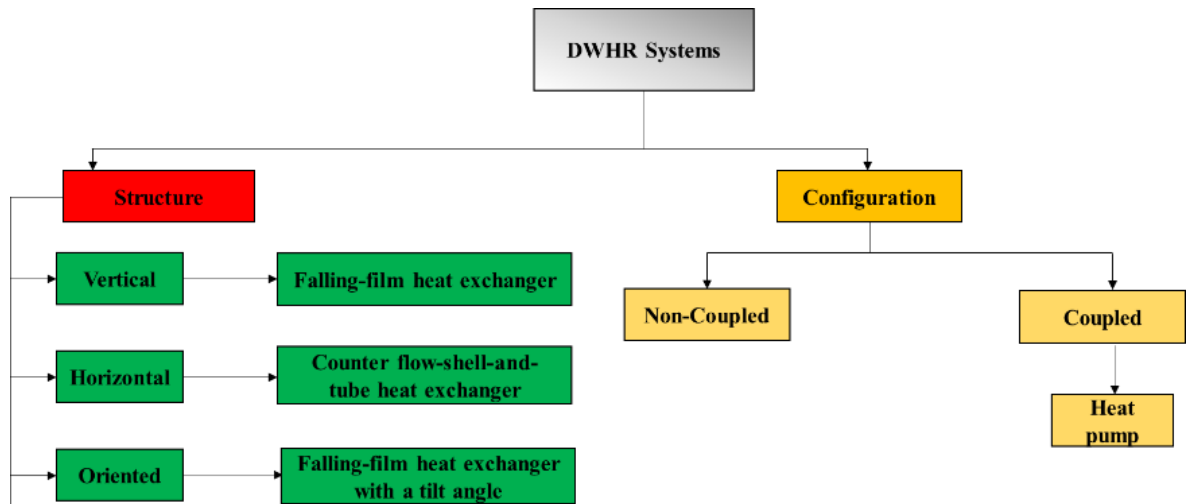 DWHR Systems
Structure
Configuration
Vertical
Falling-film heat exchanger
Non-Coupled
Coupled
Horizontal
Counter flow-shell-and-
tube heat exchanger
Heat
pump
Oriented
Falling-film heat exchanger
with a tilt angle